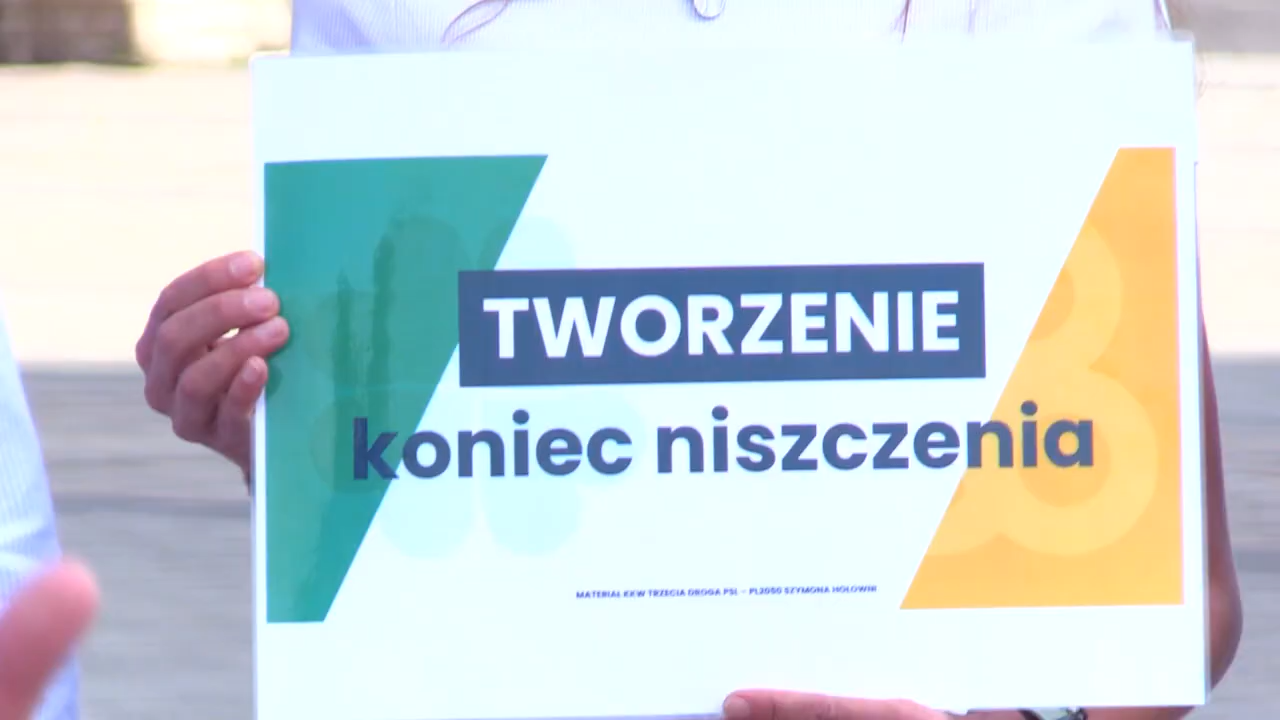 TWORZENIE
koniec niszczenia
MATERIAŁ KKW TRZECIA DROGA PSL - PL2050 SZYMONA HOŁOWNI